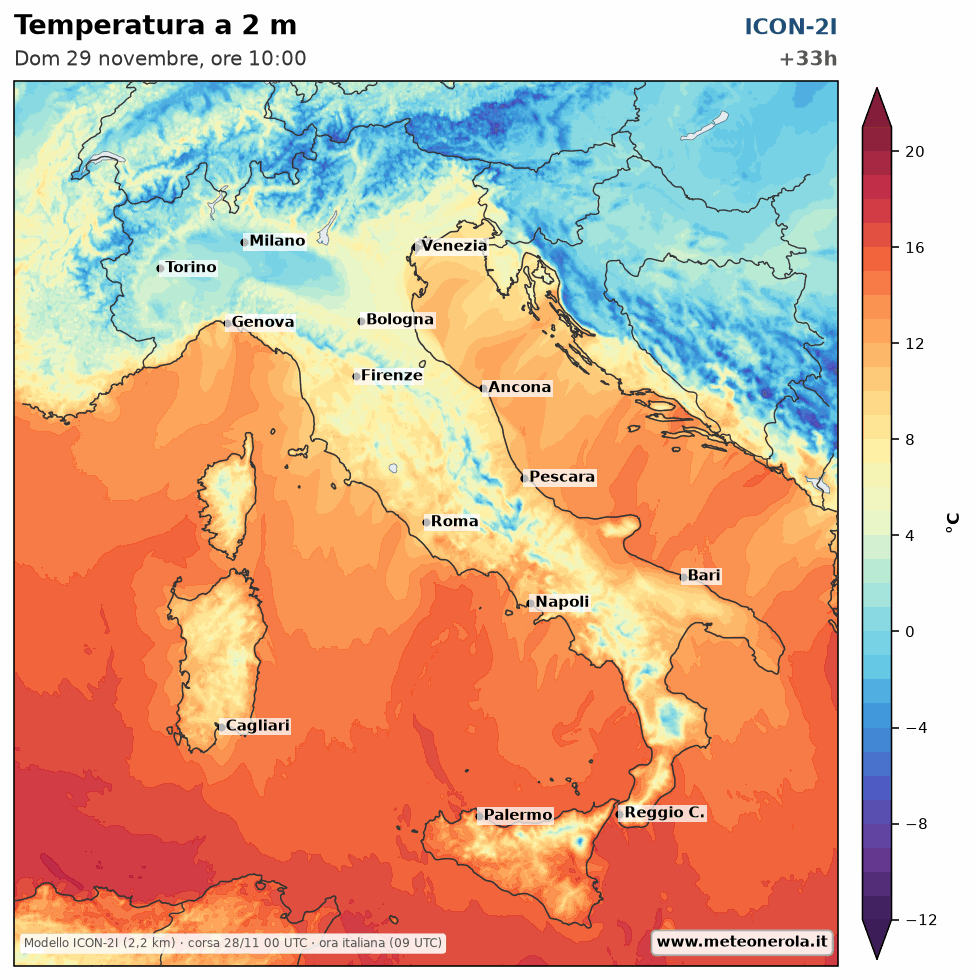 Temperatura a 2 m
ICON-2I
Dom 29 novembre, ore 10:00
+33h
Milano
Venezia
Torino
Genova
Bologna
Firenze
Ancona
Pescara
Roma
Bari
Napoli
Cagliari
Palermo
Reggio C.
20
16
12
8
4
0
−4
−8
−12
°C
Modello ICON-2I (2,2 km) · corsa 28/11 00 UTC · ora italiana (09 UTC)
www.meteonerola.it